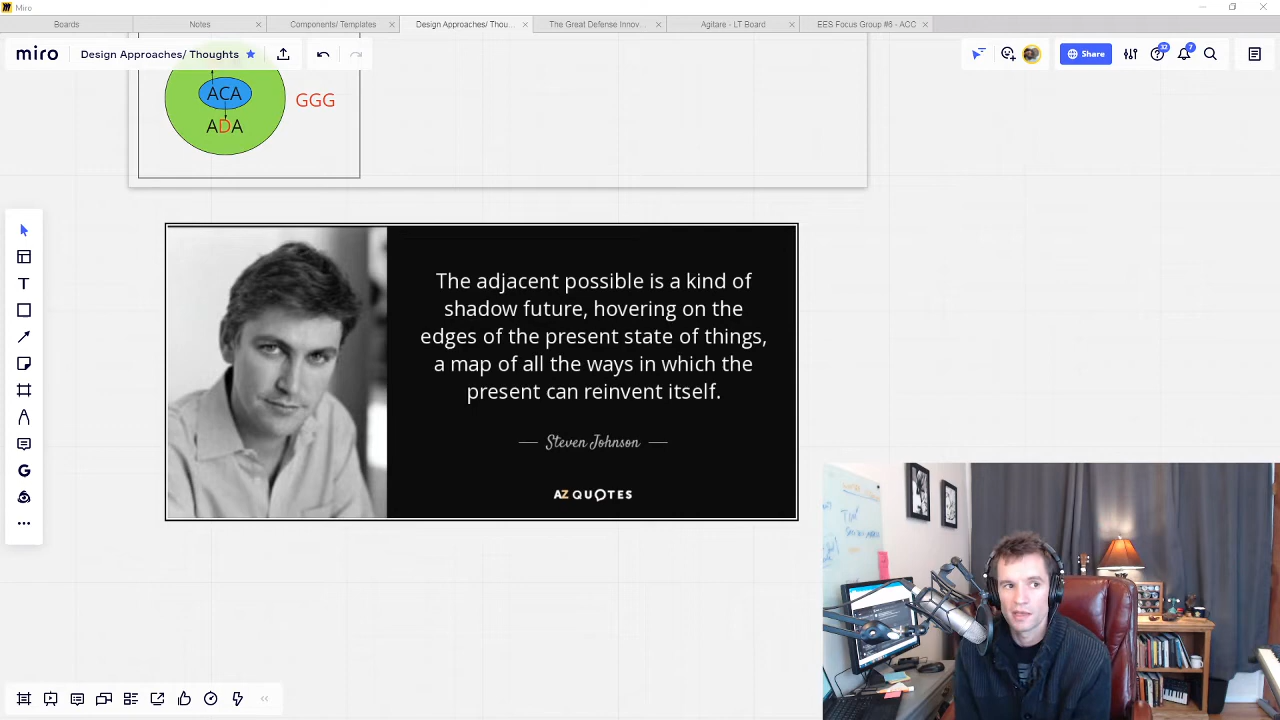 Miro
Boards
Notes
Components/ Templates
Design Approaches/ Thou...
The Great Defense Innov...
Agitare - LT Board
EES Focus Group #6 - ACC
miro
Design Approaches/ Thoughts
Share
32
7
ACA
ADA
GGG
The adjacent possible is a kind of
shadow future, hovering on the
edges of the present state of things,
a map of all the ways in which the
present can reinvent itself.
Steven Johnson
AZ QUOTES